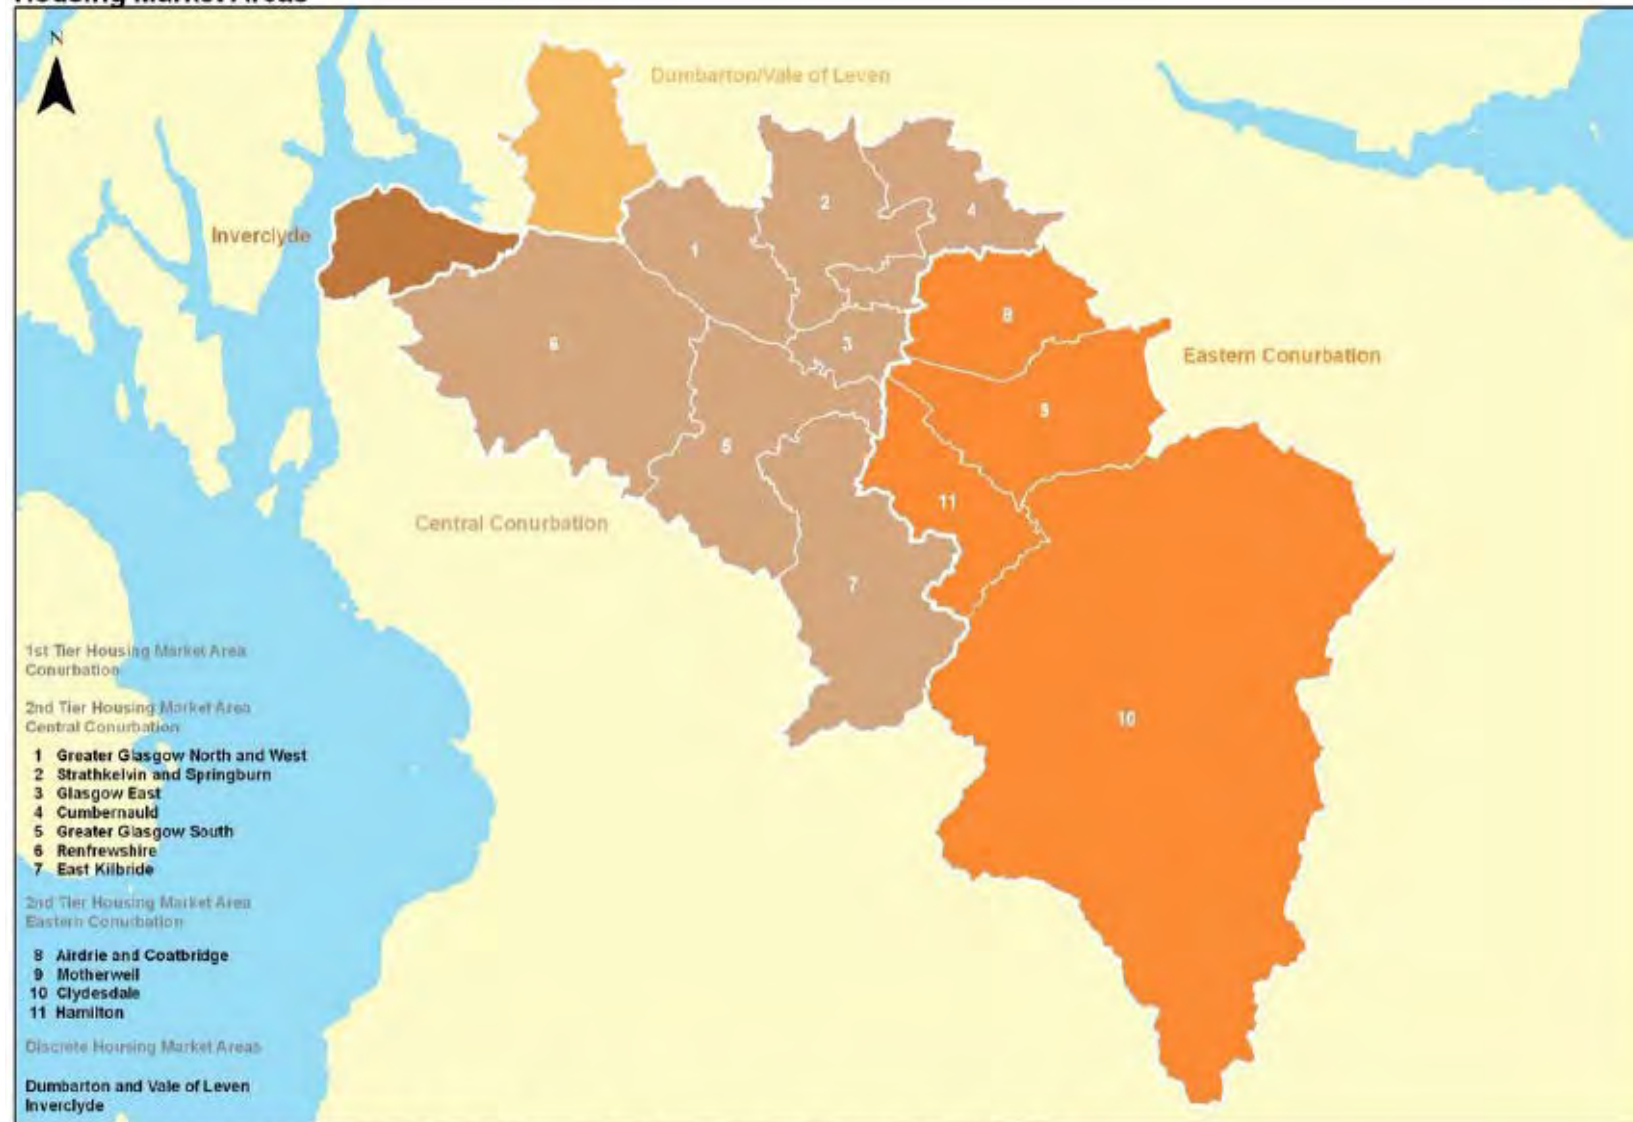 Housing Market Areas
N
Dumbarton/Vale of Leven
Inverclyde
2
4
1
8
6
3
Eastern Conurbation
9
5
11
Central Conurbation
7
10
1st Tier Housing Market Area
Conurbation
2nd Tier Housing Market Area
Central Conurbation
1 Greater Glasgow North and West
2 Strathkelvin and Springburn
3 Glasgow East
4 Cumbernauld
5 Greater Glasgow South
6 Renfrewshire
7 East Kilbride
2nd Tier Housing Market Area
Eastern Conurbation
8 Airdrie and Coatbridge
9 Motherwell
10 Clydesdale
11 Hamilton
Discrete Housing Market Areas
Dumbarton and Vale of Leven
Inverclyde